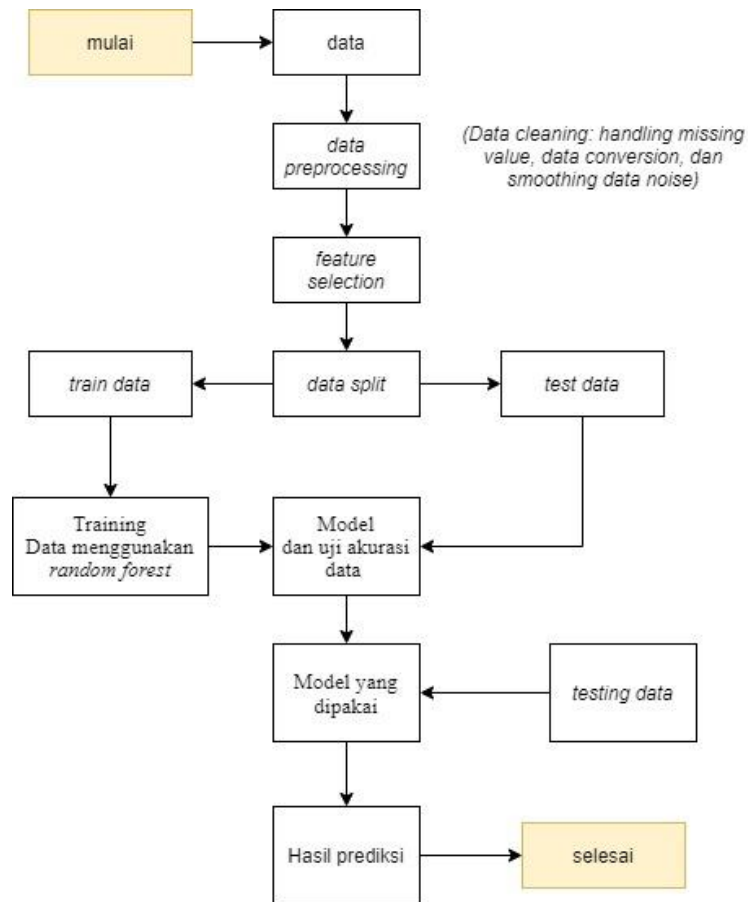 mulai
data
data
preprocessing
(Data cleaning: handling missing
value, data conversion, dan
smoothing data noise)
feature
selection
train data
data split
test data
Training
Data menggunakan
random forest
Model
dan uji akurasi
data
Model yang
dipakai
testing data
Hasil prediksi
selesai